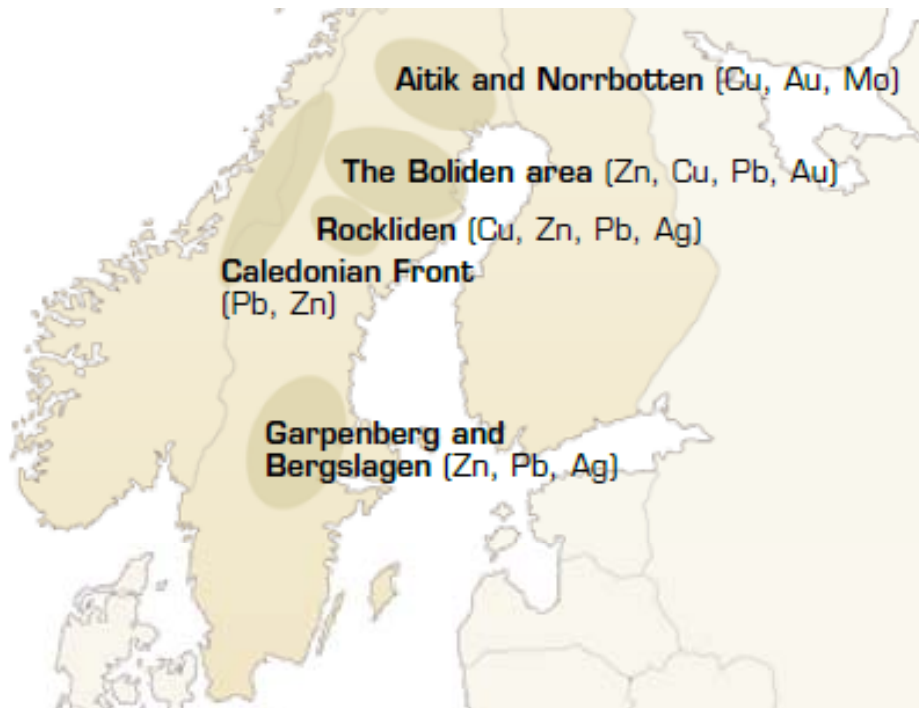 Aitik and Norrbotten (Cu, Au, Mo)
The Boliden area (Zn, Cu, Pb, Au)
Rockliden (Cu, Zn, Pb, Ag)
Caledonian Front
(Pb, Zn)
Garpenberg and
Bergslagen (Zn, Pb, Ag)